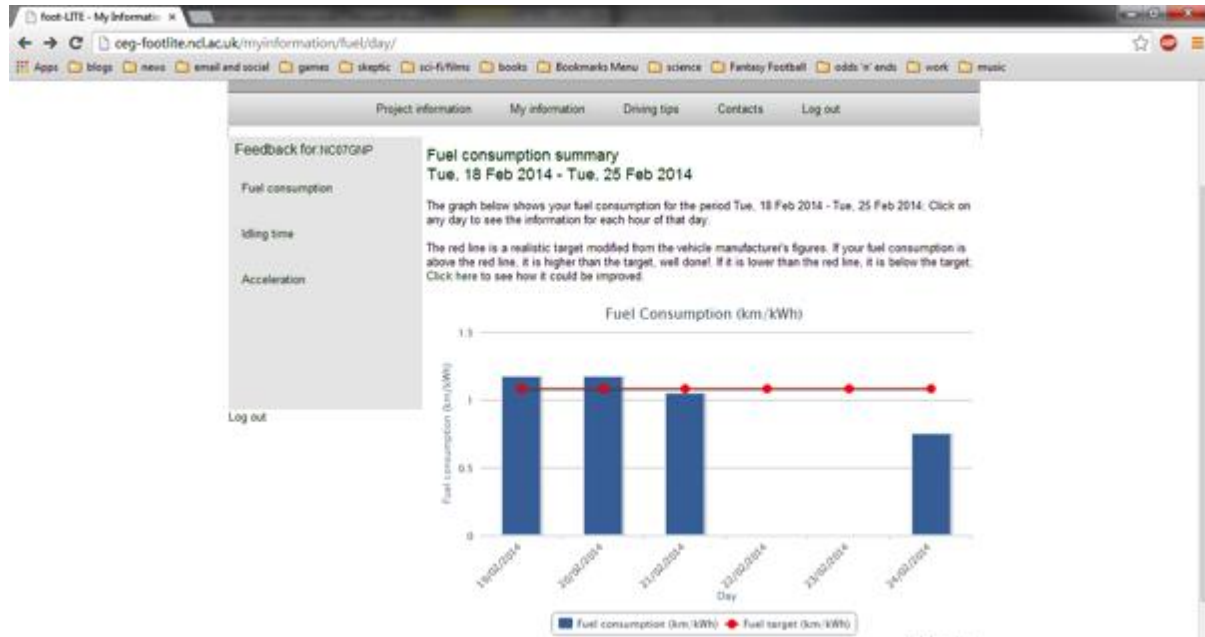 foot-LITE - My Informatio
ceg-footlite.ncl.ac.uk/myinformation/fuel/day/
Apps blogs news email and social games skeptic sci-fi/films books Bookmarks Menu science Fantasy Football odds 'n' ends work music
Project information My information Driving tips Contacts Log out
Feedback for:NC07GNP
Fuel consumption
Idling time
Acceleration
Log out
Fuel consumption summary
Tue, 18 Feb 2014 - Tue, 25 Feb 2014
The graph below shows your fuel consumption for the period Tue, 18 Feb 2014 - Tue, 25 Feb 2014; Click on
any day to see the information for each hour of that day.
The red line is a realistic target modified from the vehicle manufacturer's figures. If your fuel consumption is
above the red line, it is higher than the target, well done! If it is lower than the red line, it is below the target.
Click here to see how it could be improved.
Fuel Consumption (km/kWh)
Fuel consumption (km/kWh)
1.5
1
0.5
0
19/02/2014
20/02/2014
21/02/2014
22/02/2014
23/02/2014
24/02/2014
Day
Fuel consumption (km/kWh) Fuel target (km/kWh)